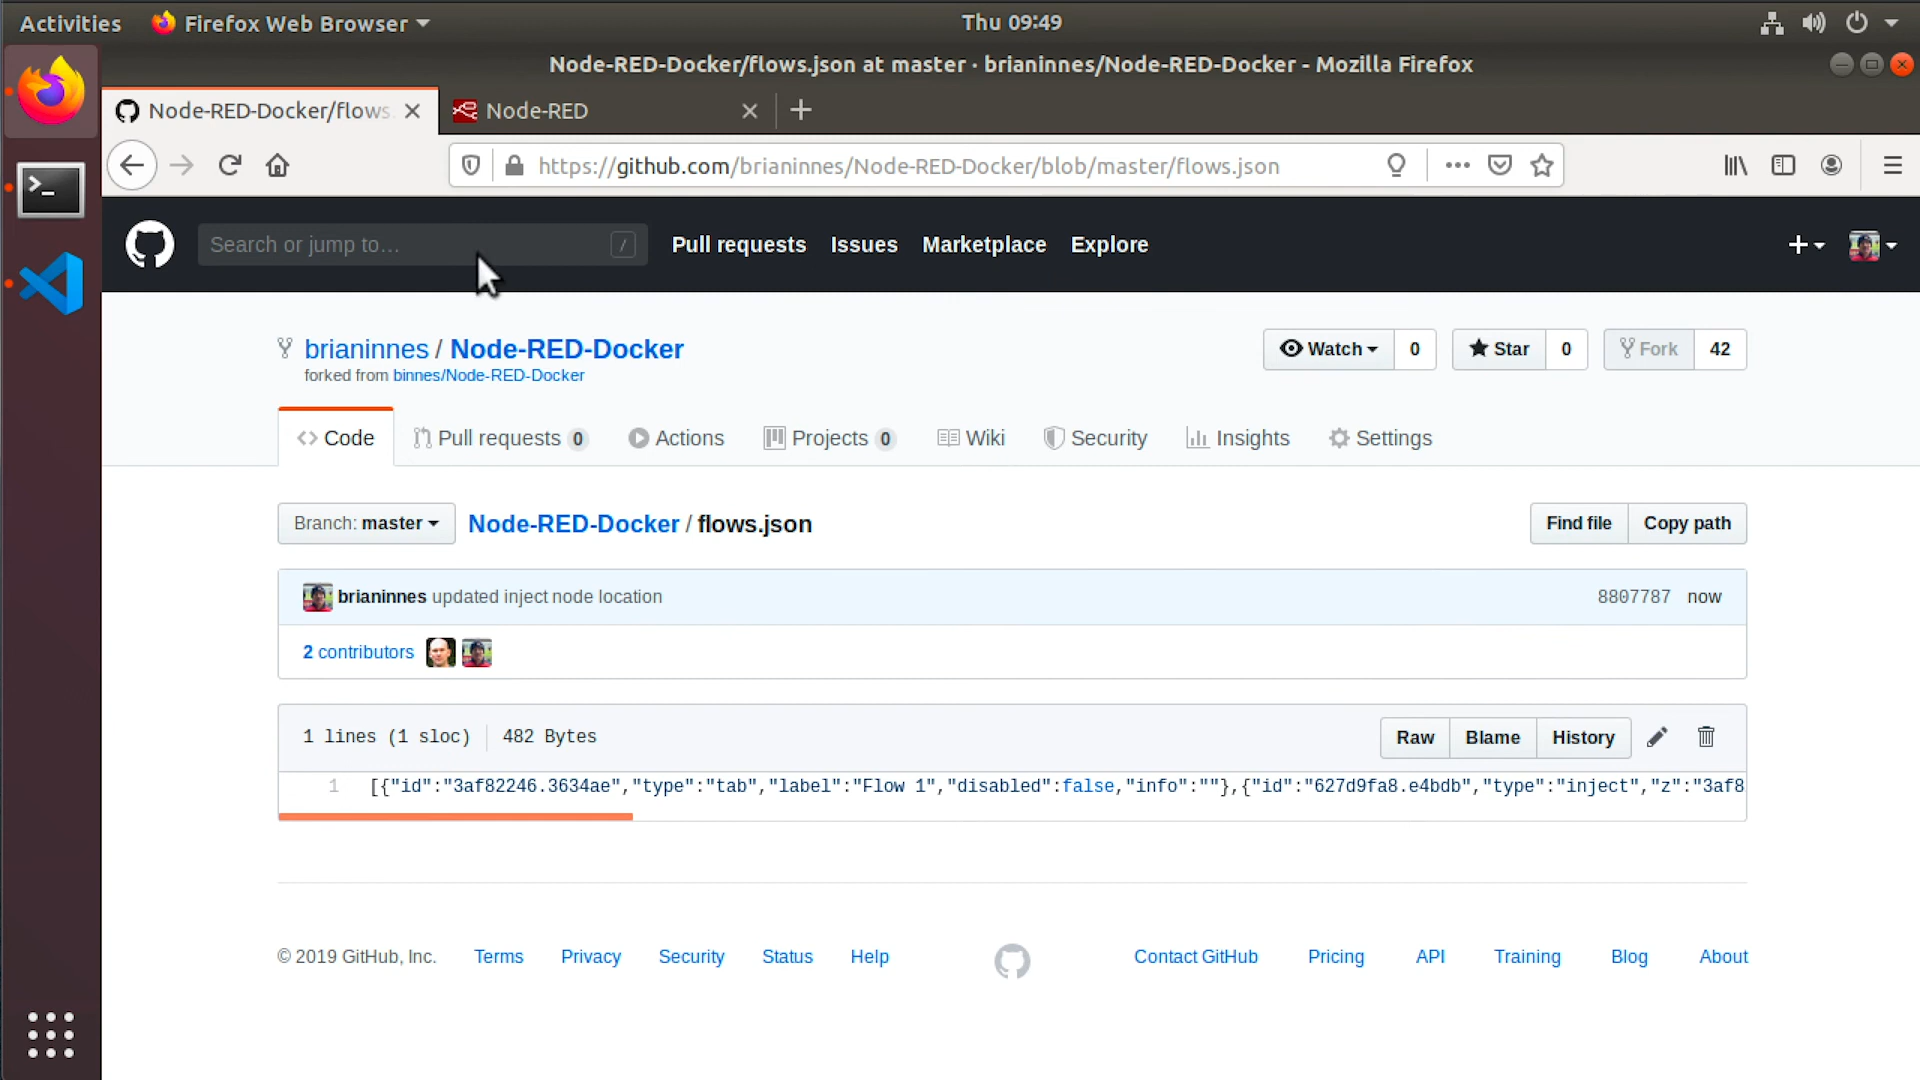 Activities Firefox Web Browser Thu 09:49
Node-RED-Docker/flows.json at master · brianinnes/Node-RED-Docker - Mozilla Firefox
Node-RED-Docker/flows. Node-RED
https://github.com/brianinnes/Node-RED-Docker/blob/master/flows.json
Search or jump to… / Pull requests Issues Marketplace Explore
brianinnes / Node-RED-Docker Watch 0 Star 0 Fork 42
forked from binnes/Node-RED-Docker
Code Pull requests 0 Actions Projects 0 Wiki Security Insights Settings
Branch: master Node-RED-Docker / flows.json Find file Copy path
brianinnes updated inject node location 8807787 now
2 contributors
1 lines (1 sloc) 482 Bytes Raw Blame History
1 [{"id":"3af82246.3634ae","type":"tab","label":"Flow 1","disabled":false,"info":""},{"id":"627d9fa8.e4bdb","type":"inject","z":"3af8
© 2019 GitHub, Inc. Terms Privacy Security Status Help Contact GitHub Pricing API Training Blog About